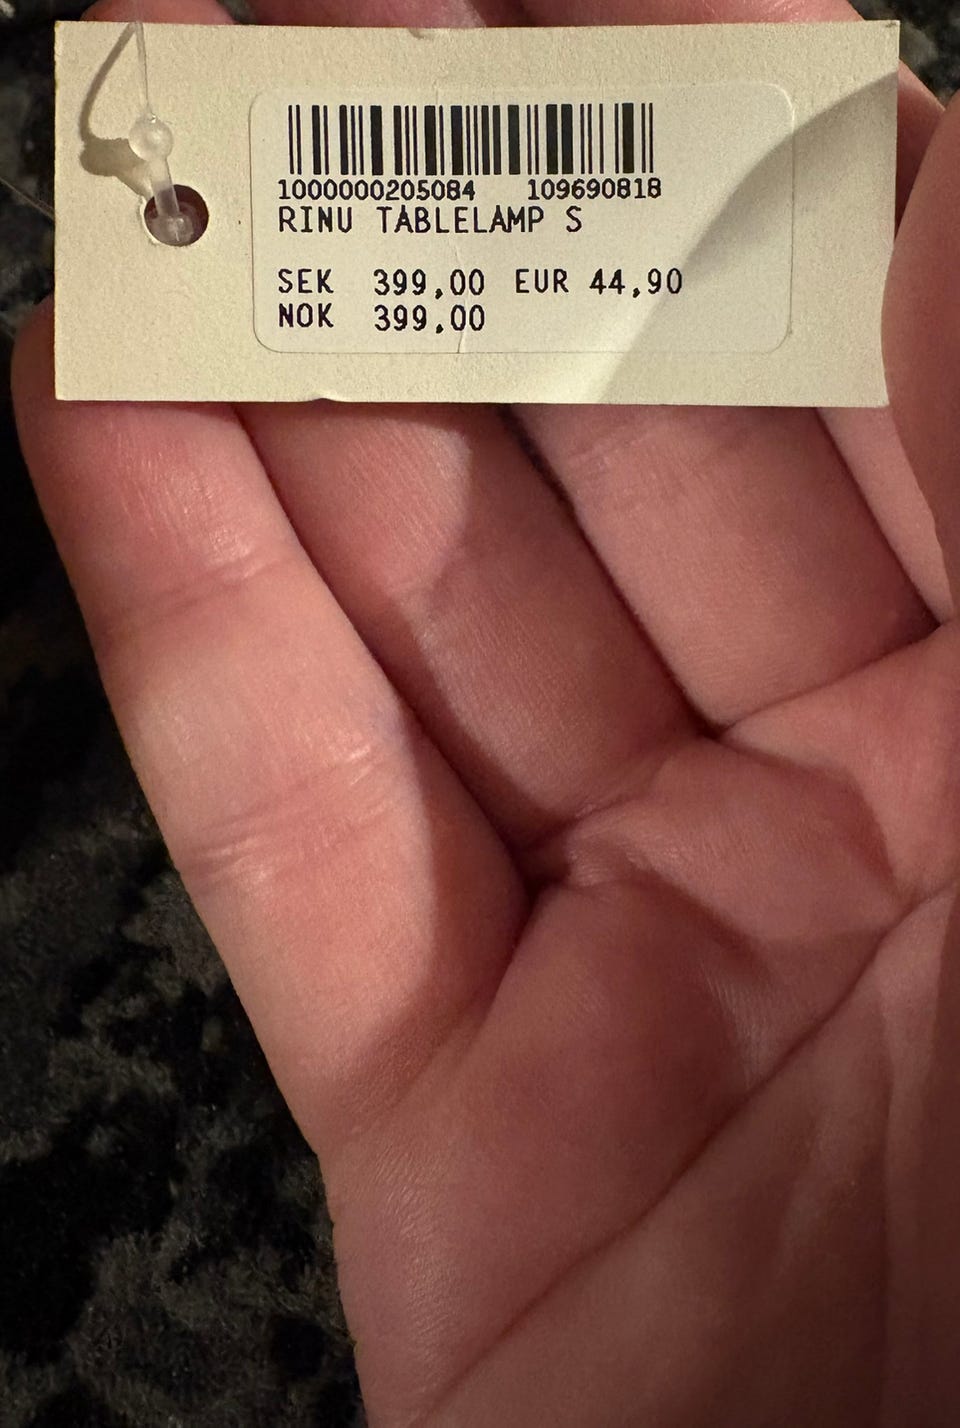 1000000205084 109690818
RINU TABLELAMP S
SEK 399,00 EUR 44,90
NOK 399,00